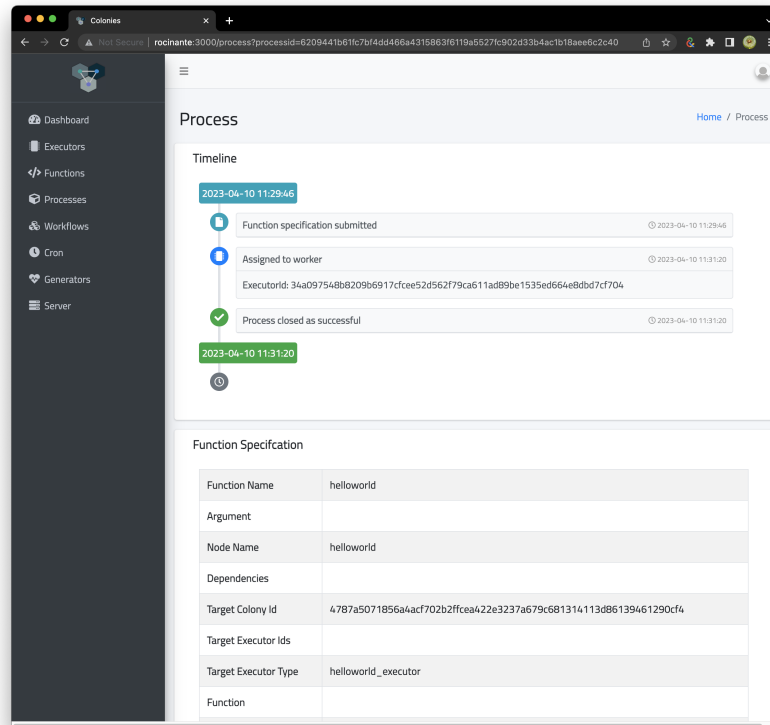 Colonies
Not Secure | rocinante:3000/process?processid=6209441b61fc7bf4dd466a4315863f6119a5527fc902d33b4ac1b18aee6c2c40
Dashboard
Executors
Functions
Processes
Workflows
Cron
Generators
Server
Process
Home / Process
Timeline
2023-04-10 11:29:46
Function specification submitted 2023-04-10 11:29:46
Assigned to worker 2023-04-10 11:31:20
ExecutorId: 34a097548b8209b6917cfcee52d562f79ca611ad89be1535ed664e8dbd7cf704
Process closed as successful 2023-04-10 11:31:20
2023-04-10 11:31:20
Function Specifcation
Function Name helloworld
Argument
Node Name helloworld
Dependencies
Target Colony Id 4787a5071856a4acf702b2ffcea422e3237a679c681314113d86139461290cf4
Target Executor Ids
Target Executor Type helloworld_executor
Function